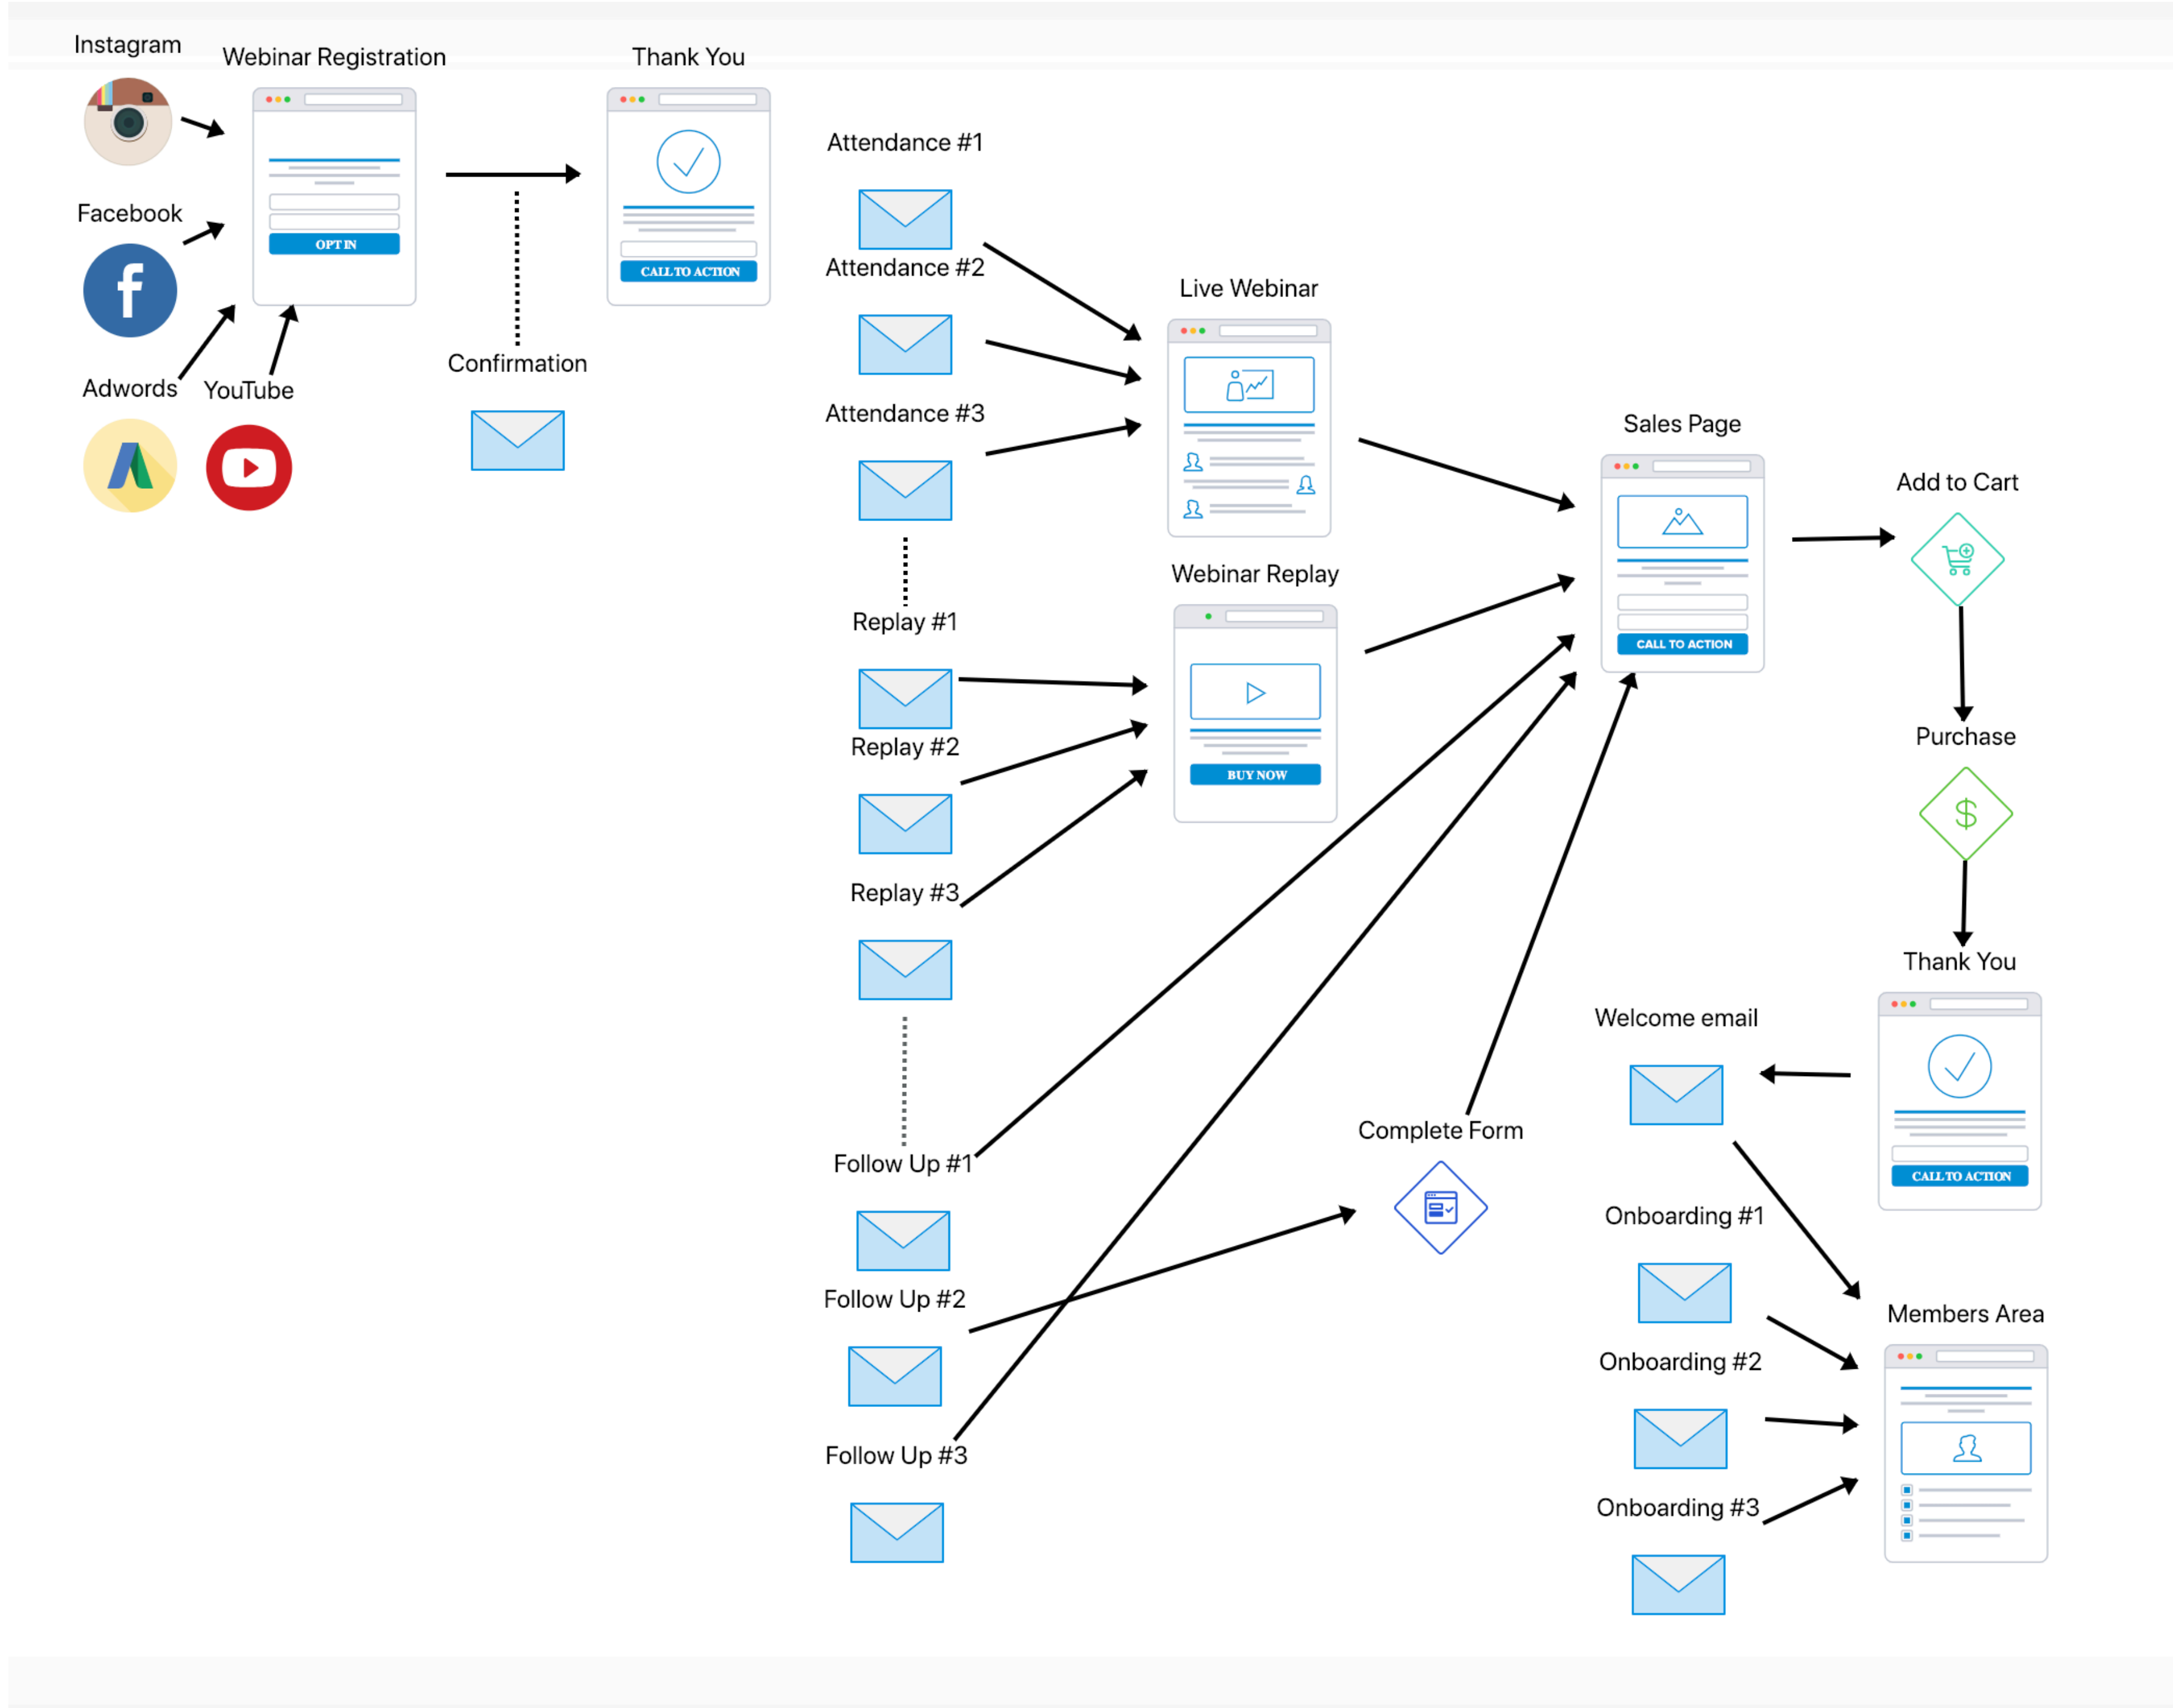 Instagram
Webinar Registration
Thank You
OPT IN
CALL TO ACTION
Facebook
f
Adwords
YouTube
Confirmation
Attendance #1
Attendance #2
Attendance #3
Live Webinar
Replay #1
Replay #2
Replay #3
Webinar Replay
BUY NOW
Sales Page
CALL TO ACTION
Add to Cart
Purchase
$
Thank You
CALL TO ACTION
Follow Up #1
Follow Up #2
Follow Up #3
Complete Form
Welcome email
Onboarding #1
Onboarding #2
Onboarding #3
Members Area